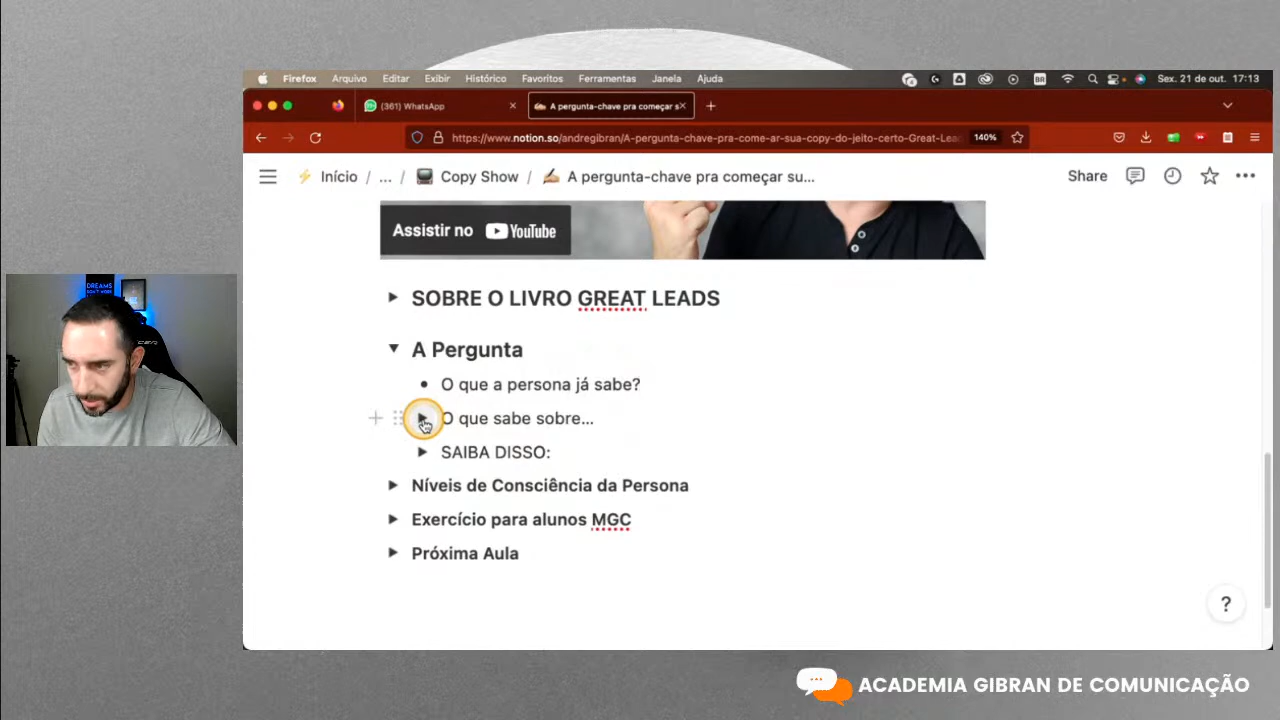 Firefox Arquivo Editar Exibir Histórico Favoritos Ferramentas Janela Ajuda
BR Sex. 21 de out. 17:13
(361) WhatsApp
A pergunta-chave pra começar s
https://www.notion.so/andregibran/A-pergunta-chave-pra-come-ar-sua-copy-do-jeito-certo-Great-Lea
140%
Início / ... / Copy Show / A pergunta-chave pra começar su...
Share
Assistir no YouTube
SOBRE O LIVRO GREAT LEADS
A Pergunta
O que a persona já sabe?
O que sabe sobre...
SAIBA DISSO:
Níveis de Consciência da Persona
Exercício para alunos MGC
Próxima Aula
?
DREAMS
ACADEMIA GIBRAN DE COMUNICAÇÃO